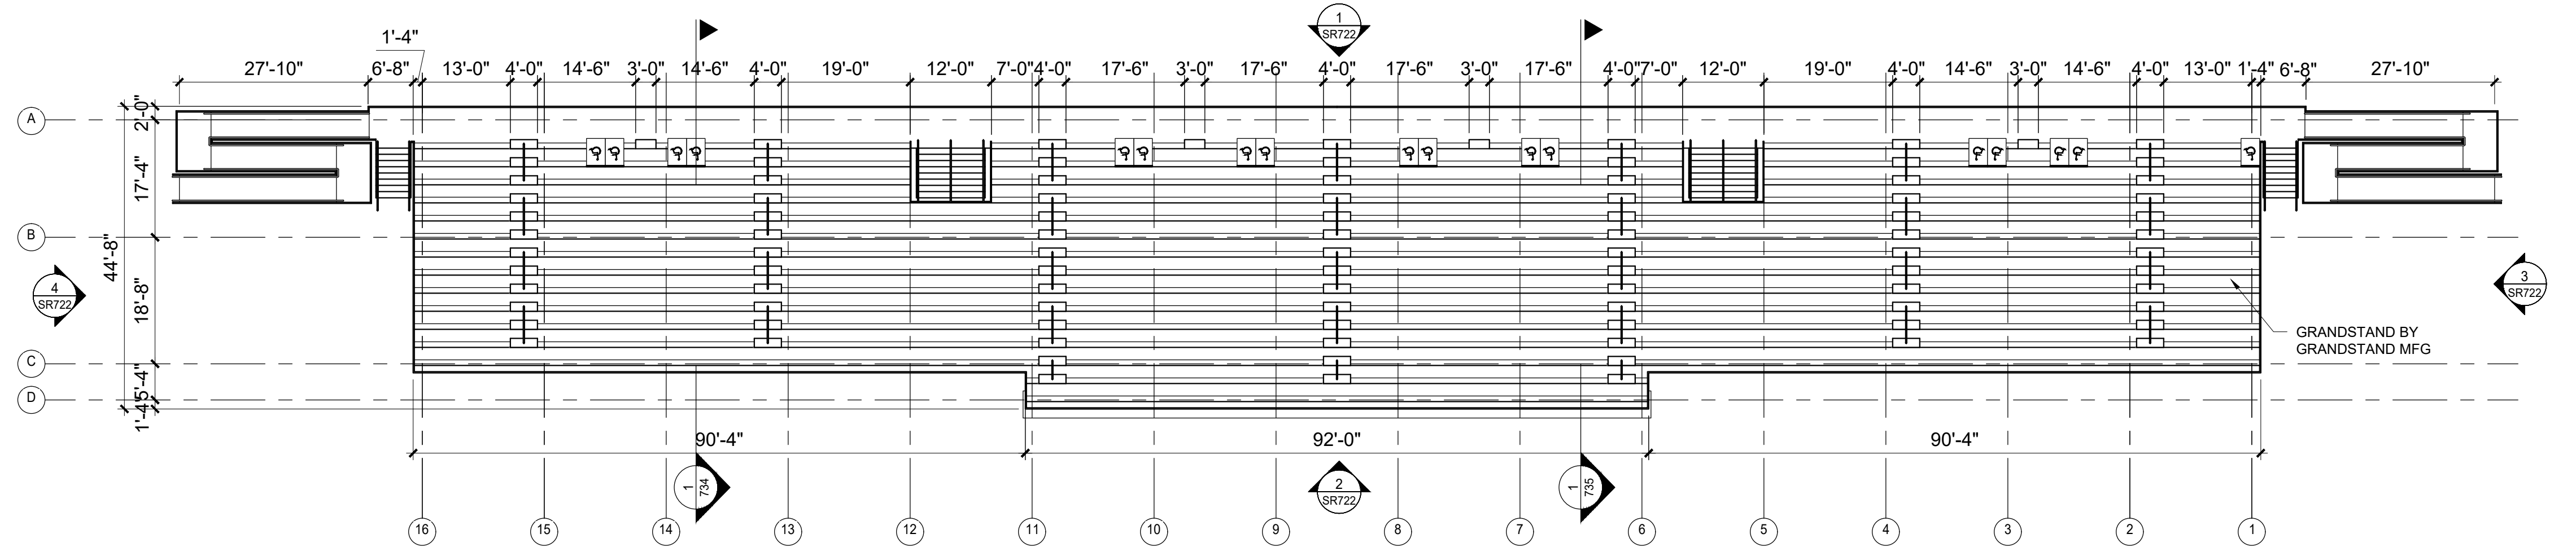 1
SR722
1'-4"
27'-10" 6'-8" 13'-0" 4'-0" 14'-6" 3'-0" 14'-6" 4'-0" 19'-0" 12'-0" 7'-0" 4'-0" 17'-6" 3'-0" 17'-6" 4'-0" 17'-6" 3'-0" 17'-6" 4'-0" 7'-0" 12'-0" 19'-0" 4'-0" 14'-6" 3'-0" 14'-6" 4'-0" 13'-0" 1'-4" 6'-8" 27'-10"
A
2'-0"
17'-4"
B
44'-8"
4
SR722
18'-8"
3
SR722
GRANDSTAND BY
GRANDSTAND MFG
C
5'-4"
D
1'-4"
90'-4" 92'-0" 90'-4"
1
734
2
SR722
1
735
16 15 14 13 12 11 10 9 8 7 6 5 4 3 2 1